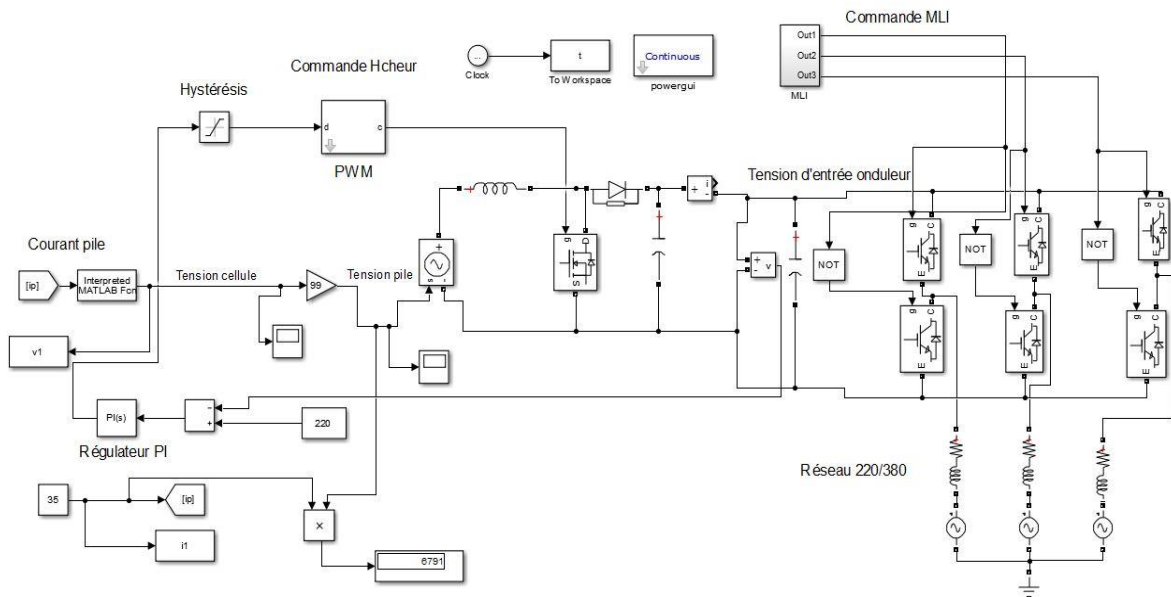 Commande MLI
Out1
Out2
Out3
MLI
Clock
t
To Workspace
Continuous
powergui
Commande Hcheur
Hystérésis
d
c
PWM
Tension d'entrée onduleur
i
+
-
g
D
S
+
-
s
+
-
v
NOT
NOT
NOT
g
C
g
C
g
C
g
C
E
g
C
E
g
C
E
Courant pile
[ip]
Interpreted
MATLAB Fcn
Tension cellule
99
Tension pile
v1
PI(s)
−
+
220
Régulateur PI
Réseau 220/380
35
[ip]
i1
×
6791